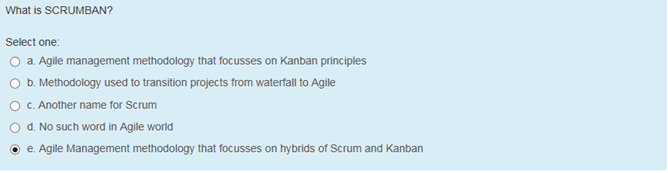 What is SCRUMBAN?
Select one:
a. Agile management methodology that focusses on Kanban principles
b. Methodology used to transition projects from waterfall to Agile
c. Another name for Scrum
d. No such word in Agile world
e. Agile Management methodology that focusses on hybrids of Scrum and Kanban